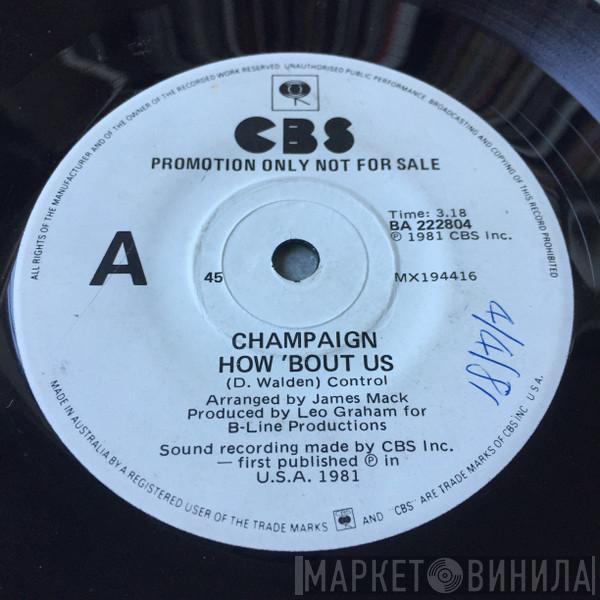 ALL RIGHTS OF THE MANUFACTURER AND OF THE OWNER OF THE RECORDED WORK RESERVED. UNAUTHORISED PUBLIC PERFORMANCE, BROADCASTING AND COPYING OF THIS RECORD PROHIBITED
CBS
PROMOTION ONLY NOT FOR SALE
Time: 3.18
BA 222804
℗ 1981 CBS Inc.
A
45
MX194416
4/4/81
CHAMPAIGN
HOW 'BOUT US
(D. Walden) Control
Arranged by James Mack
Produced by Leo Graham for
B-Line Productions
Sound recording made by CBS Inc.
— first published ℗ in
U.S.A. 1981
MADE IN AUSTRALIA BY A REGISTERED USER OF THE TRADE MARKS CBS AND "CBS" ARE TRADE MARKS OF CBS INC. U.S.A.
МАРКЕТ ВИНИЛА